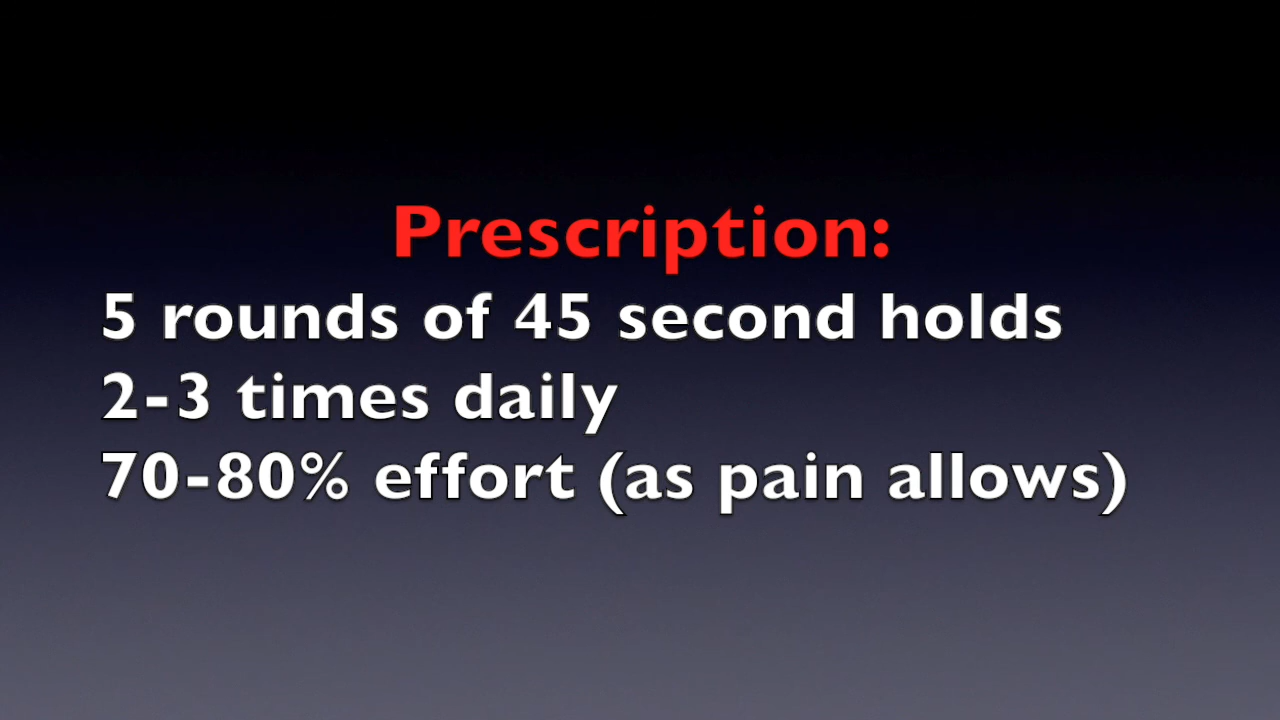 Prescription:
5 rounds of 45 second holds
2-3 times daily
70-80% effort (as pain allows)